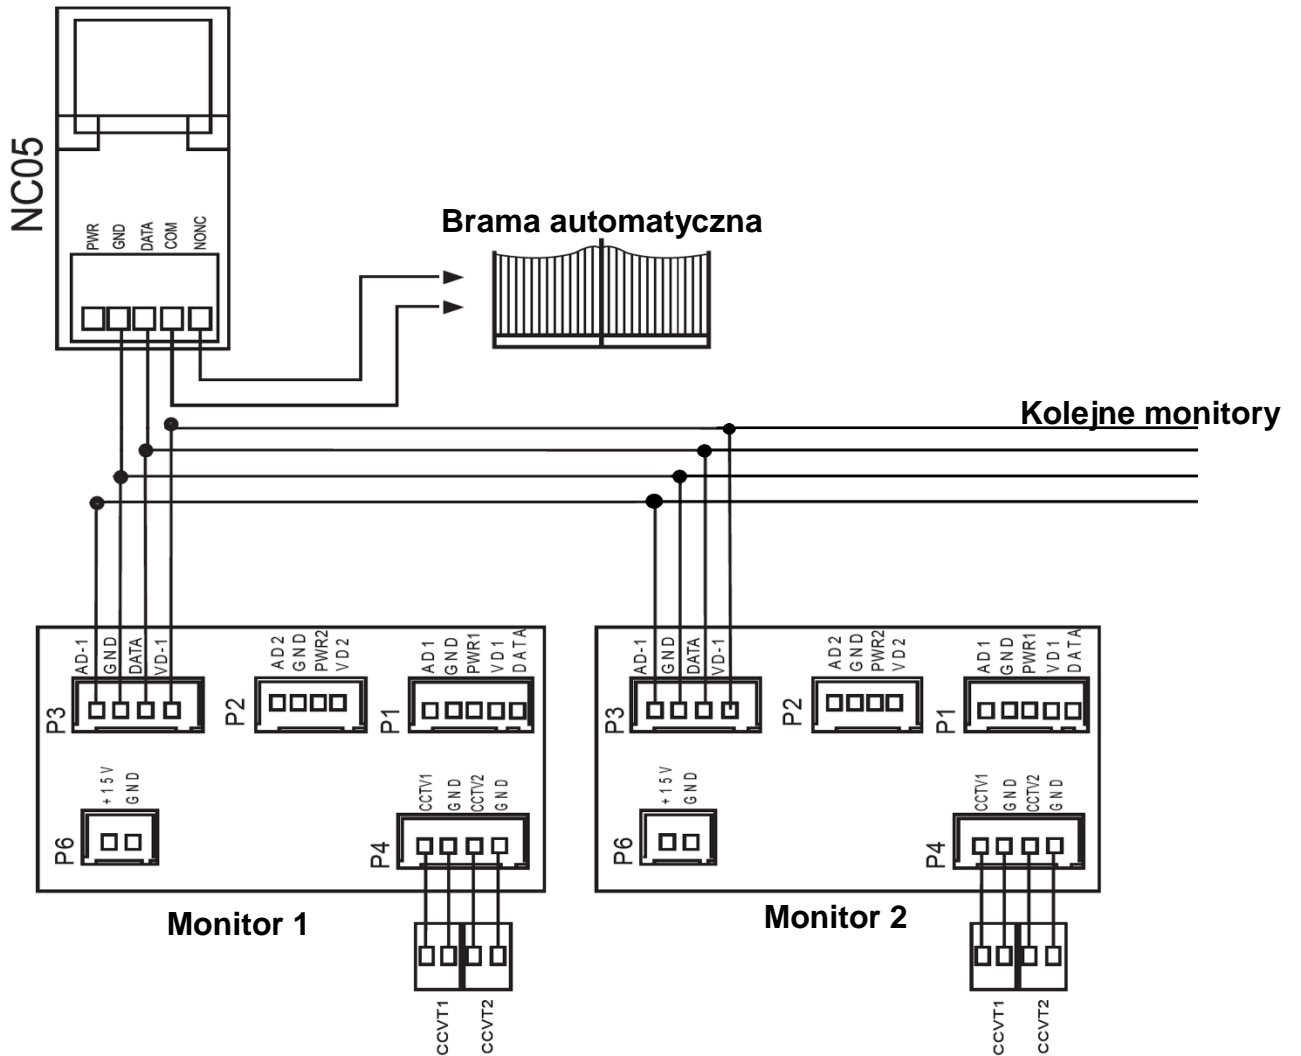 NC05
PWR
GND
DATA
COM
NONC
Brama automatyczna
Kolejne monitory
AD-1
GND
DATA
VD-1
P3
AD2
GND
PWR2
VD2
P2
AD1
GND
PWR1
VD1
DATA
P1
+15V
GND
P6
CCTV1
GND
CCTV2
GND
P4
Monitor 1
CCVT1
CCVT2
AD-1
GND
DATA
VD-1
P3
AD2
GND
PWR2
VD2
P2
AD1
GND
PWR1
VD1
DATA
P1
+15V
GND
P6
CCTV1
GND
CCTV2
GND
P4
Monitor 2
CCVT1
CCVT2